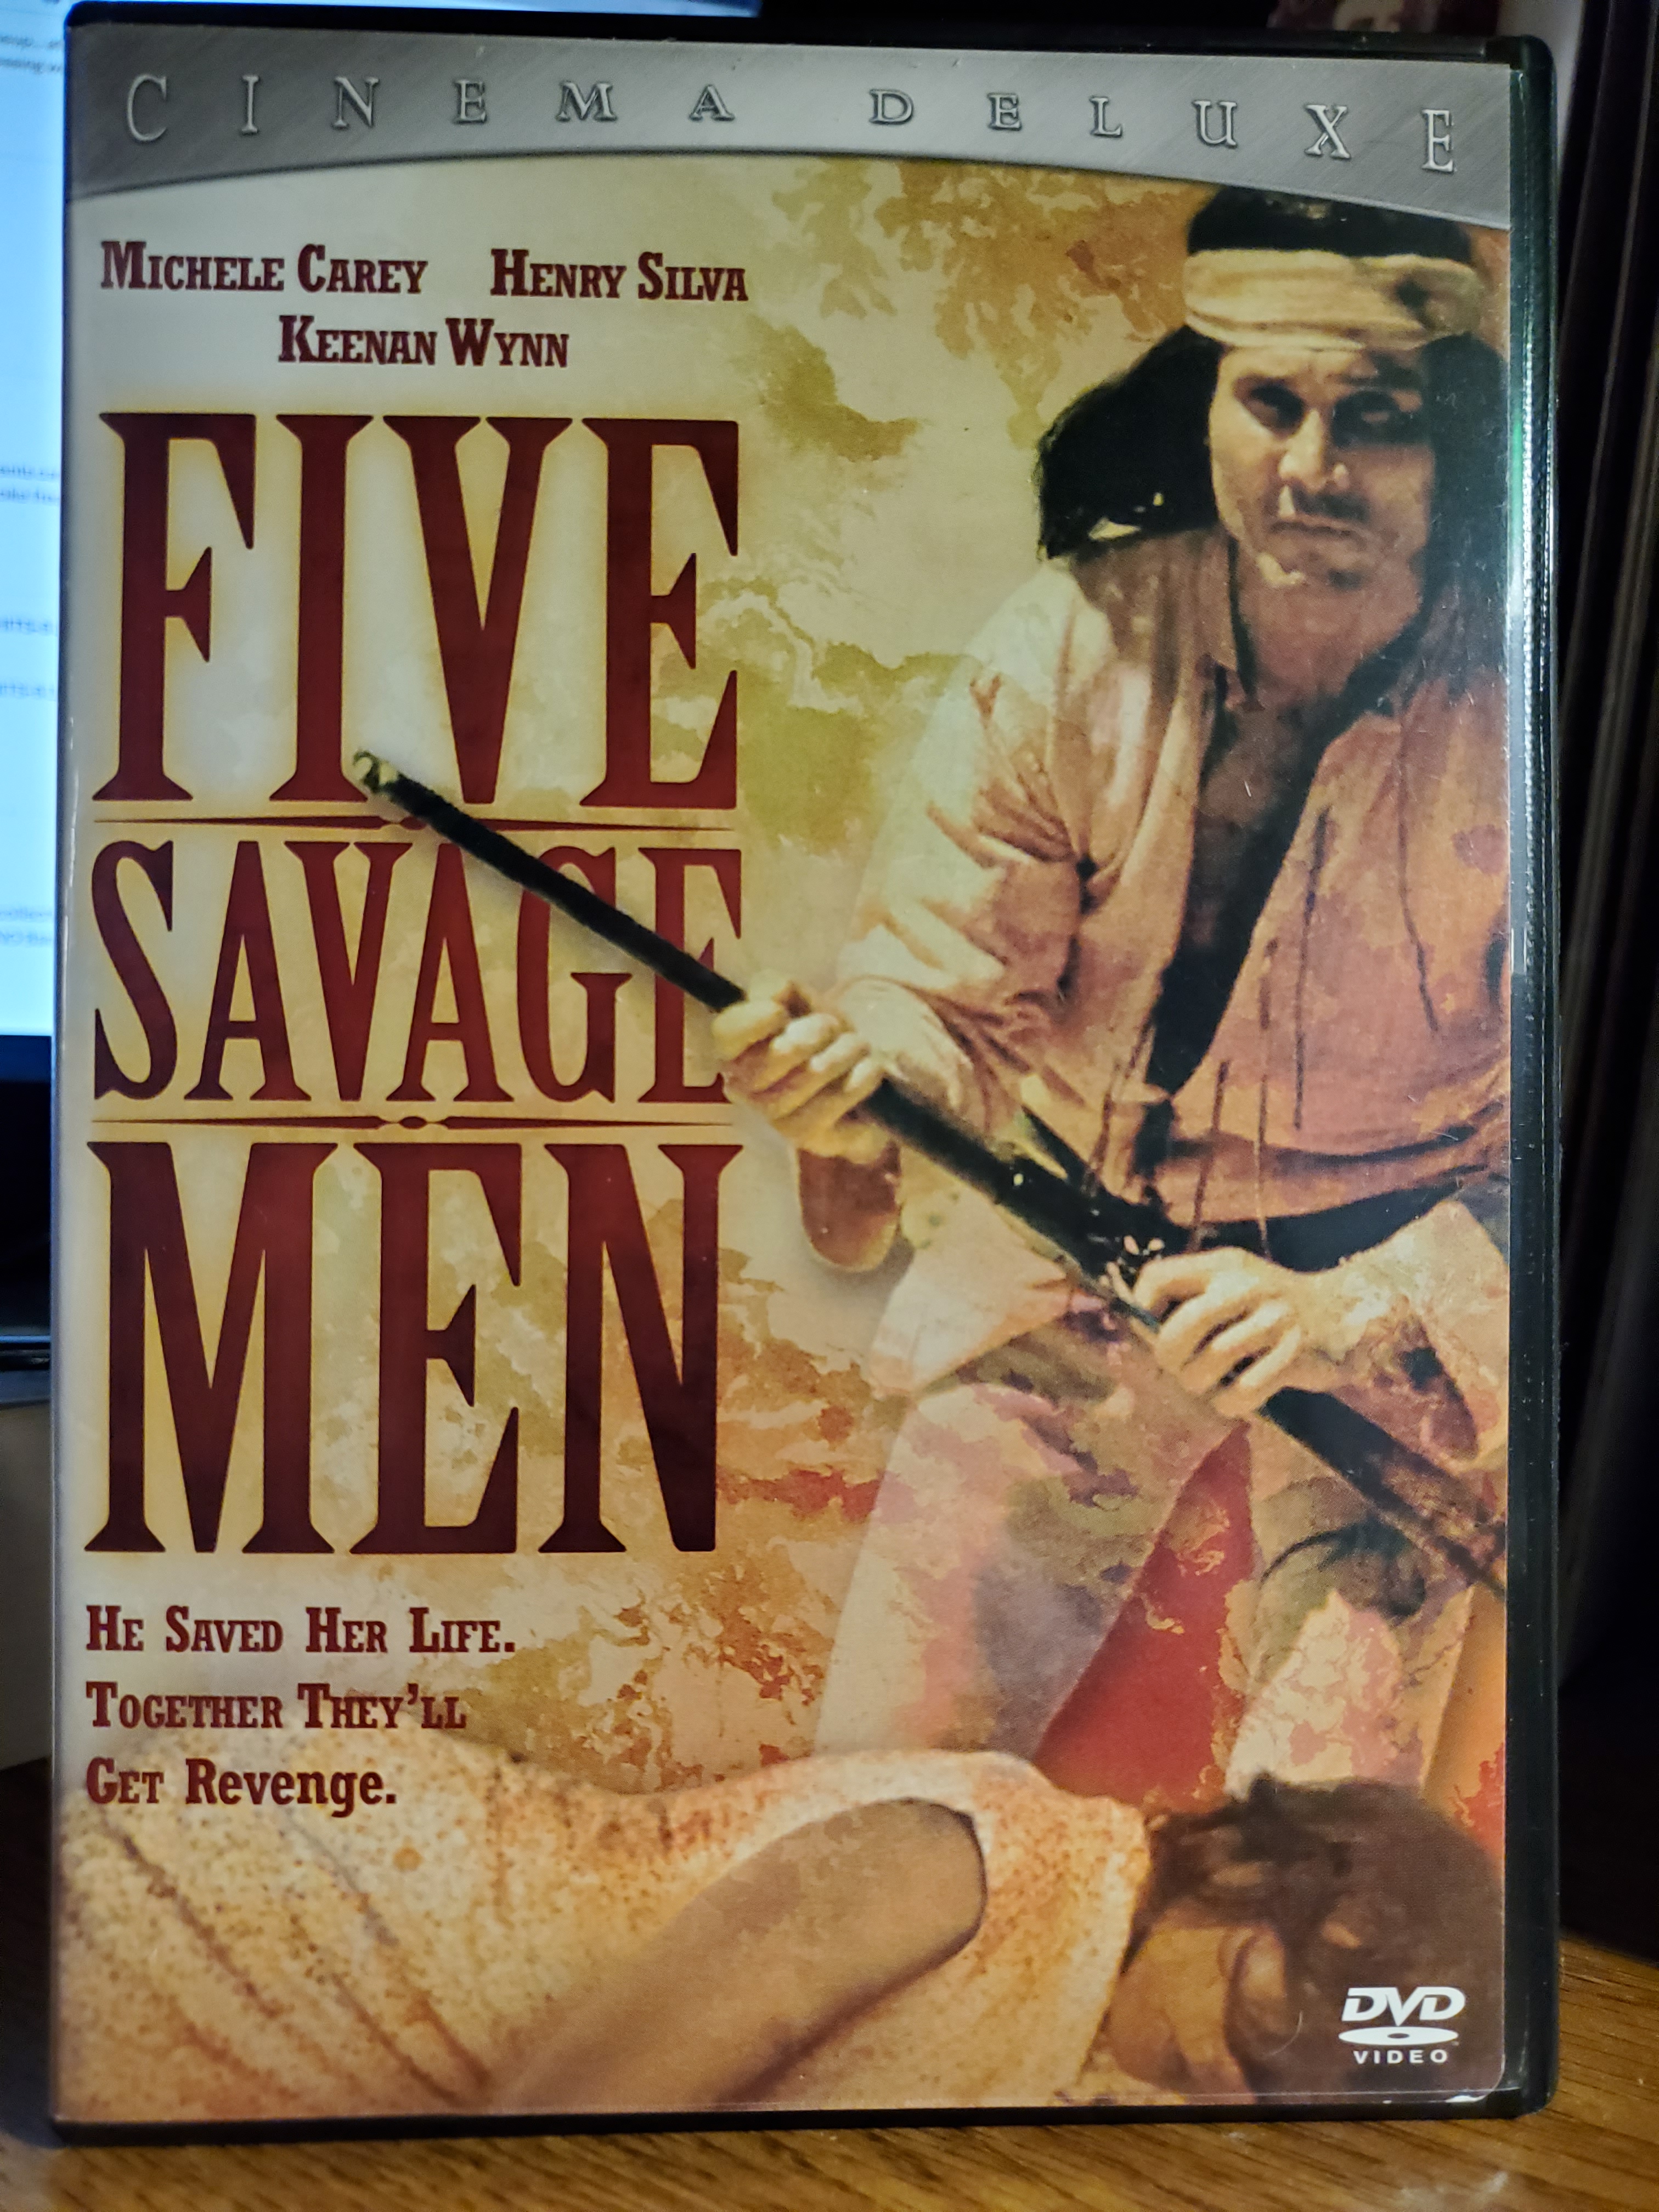 CINEMA DELUXE
MICHELE CAREY HENRY SILVA
KEENAN WYNN
FIVE
SAVAGE
MEN
HE SAVED HER LIFE.
TOGETHER THEY'LL
GET Revenge.
DVD
VIDEO